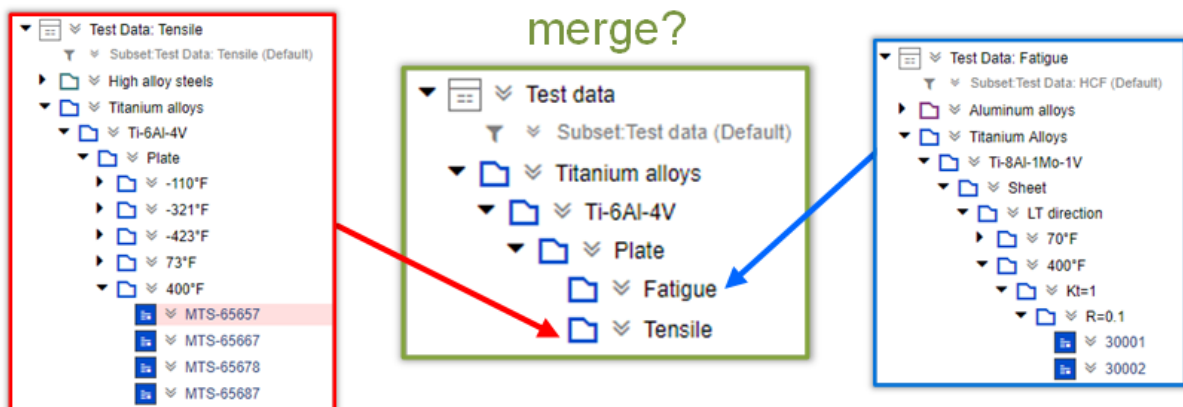 merge?
Test Data: Tensile
Subset:Test Data: Tensile (Default)
High alloy steels
Titanium alloys
Ti-6Al-4V
Plate
-110°F
-321°F
-423°F
73°F
400°F
MTS-65657
MTS-65667
MTS-65678
MTS-65687
Test data
Subset:Test data (Default)
Titanium alloys
Ti-6Al-4V
Plate
Fatigue
Tensile
Test Data: Fatigue
Subset:Test Data: HCF (Default)
Aluminum alloys
Titanium Alloys
Ti-8Al-1Mo-1V
Sheet
LT direction
70°F
400°F
Kt=1
R=0.1
30001
30002